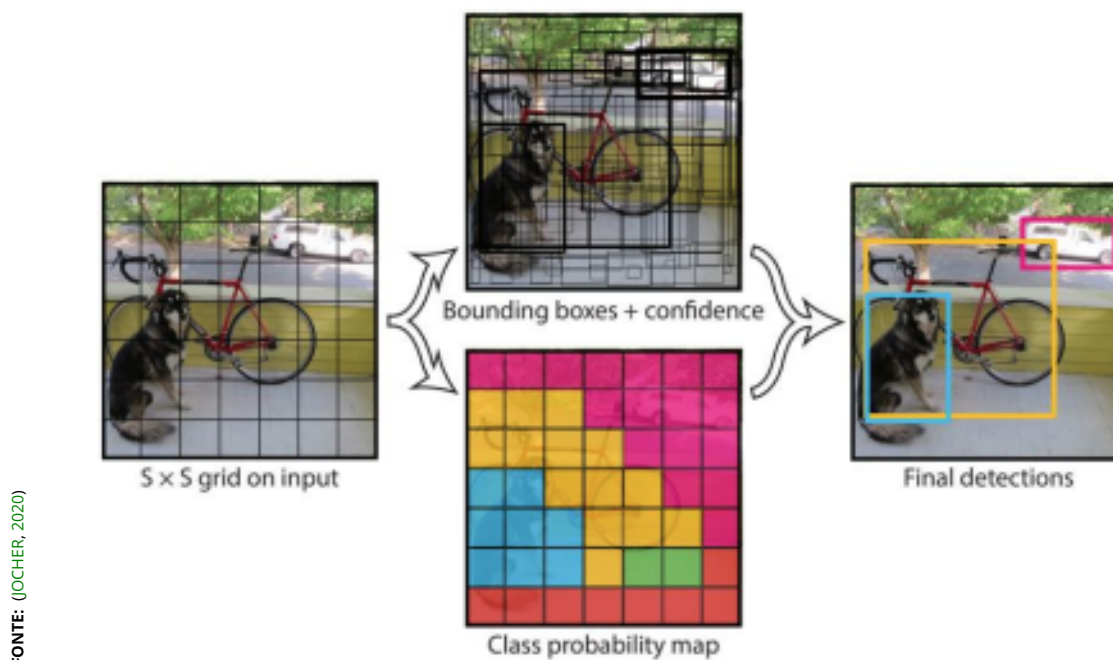 Bounding boxes + confidence
S × S grid on input
Final detections
Class probability map
FONTE: (JOCHER, 2020)